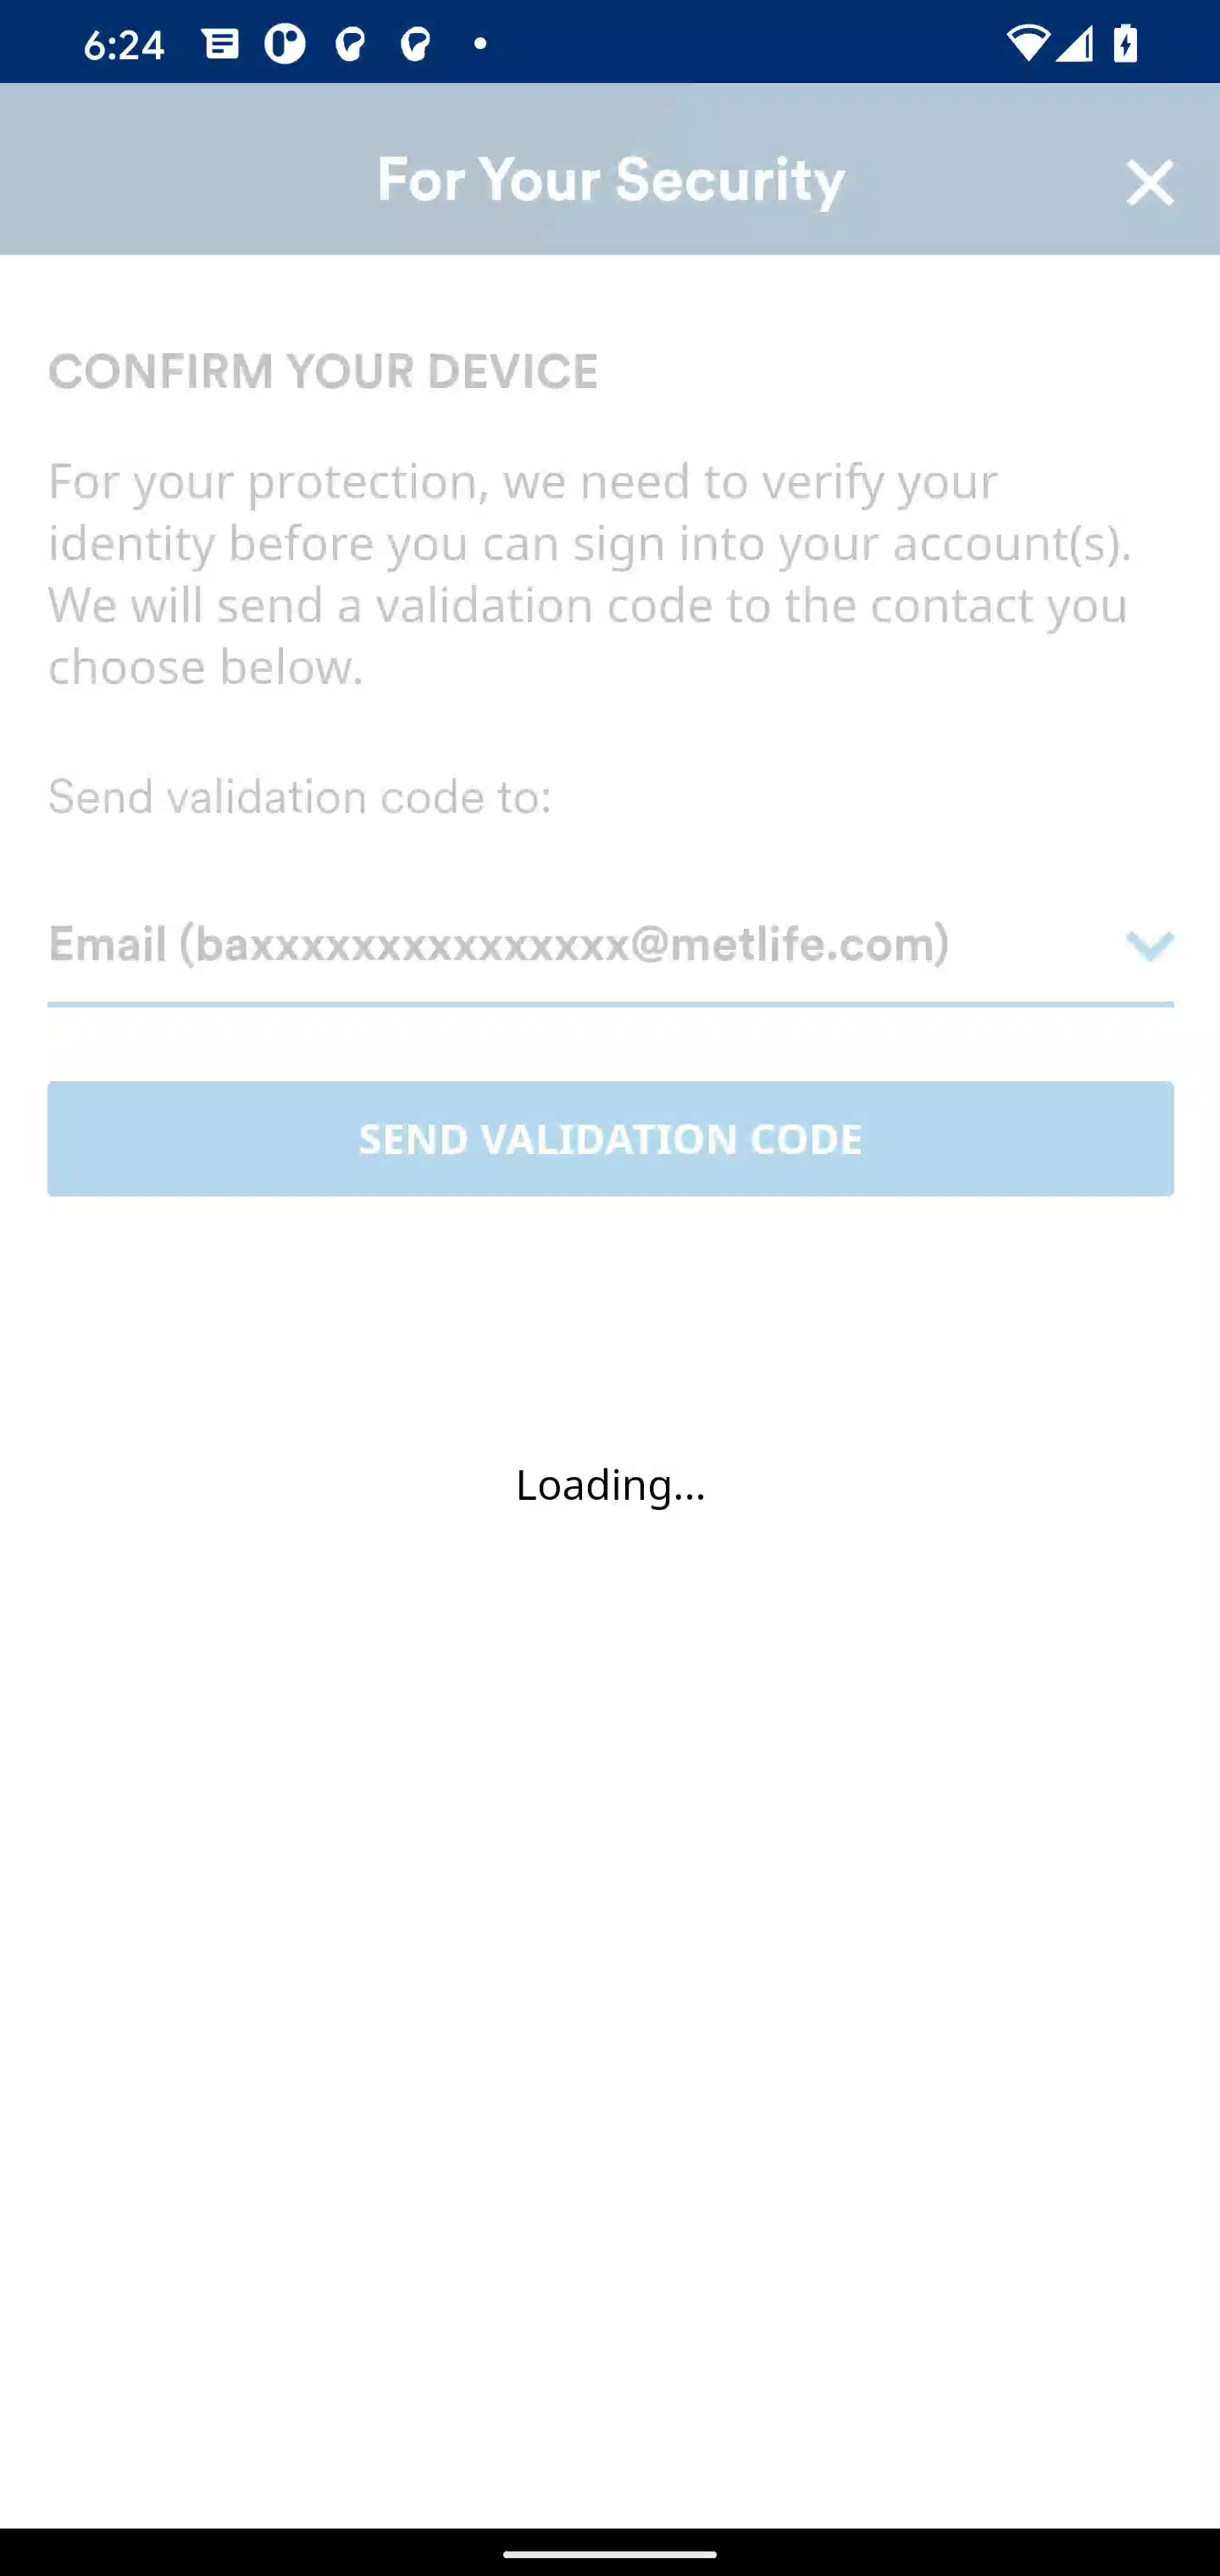 6:24
For Your Security
CONFIRM YOUR DEVICE
For your protection, we need to verify your
identity before you can sign into your account(s).
We will send a validation code to the contact you
choose below.
Send validation code to:
Email (baxxxxxxxxxxxxxxx@metlife.com)
SEND VALIDATION CODE
Loading...